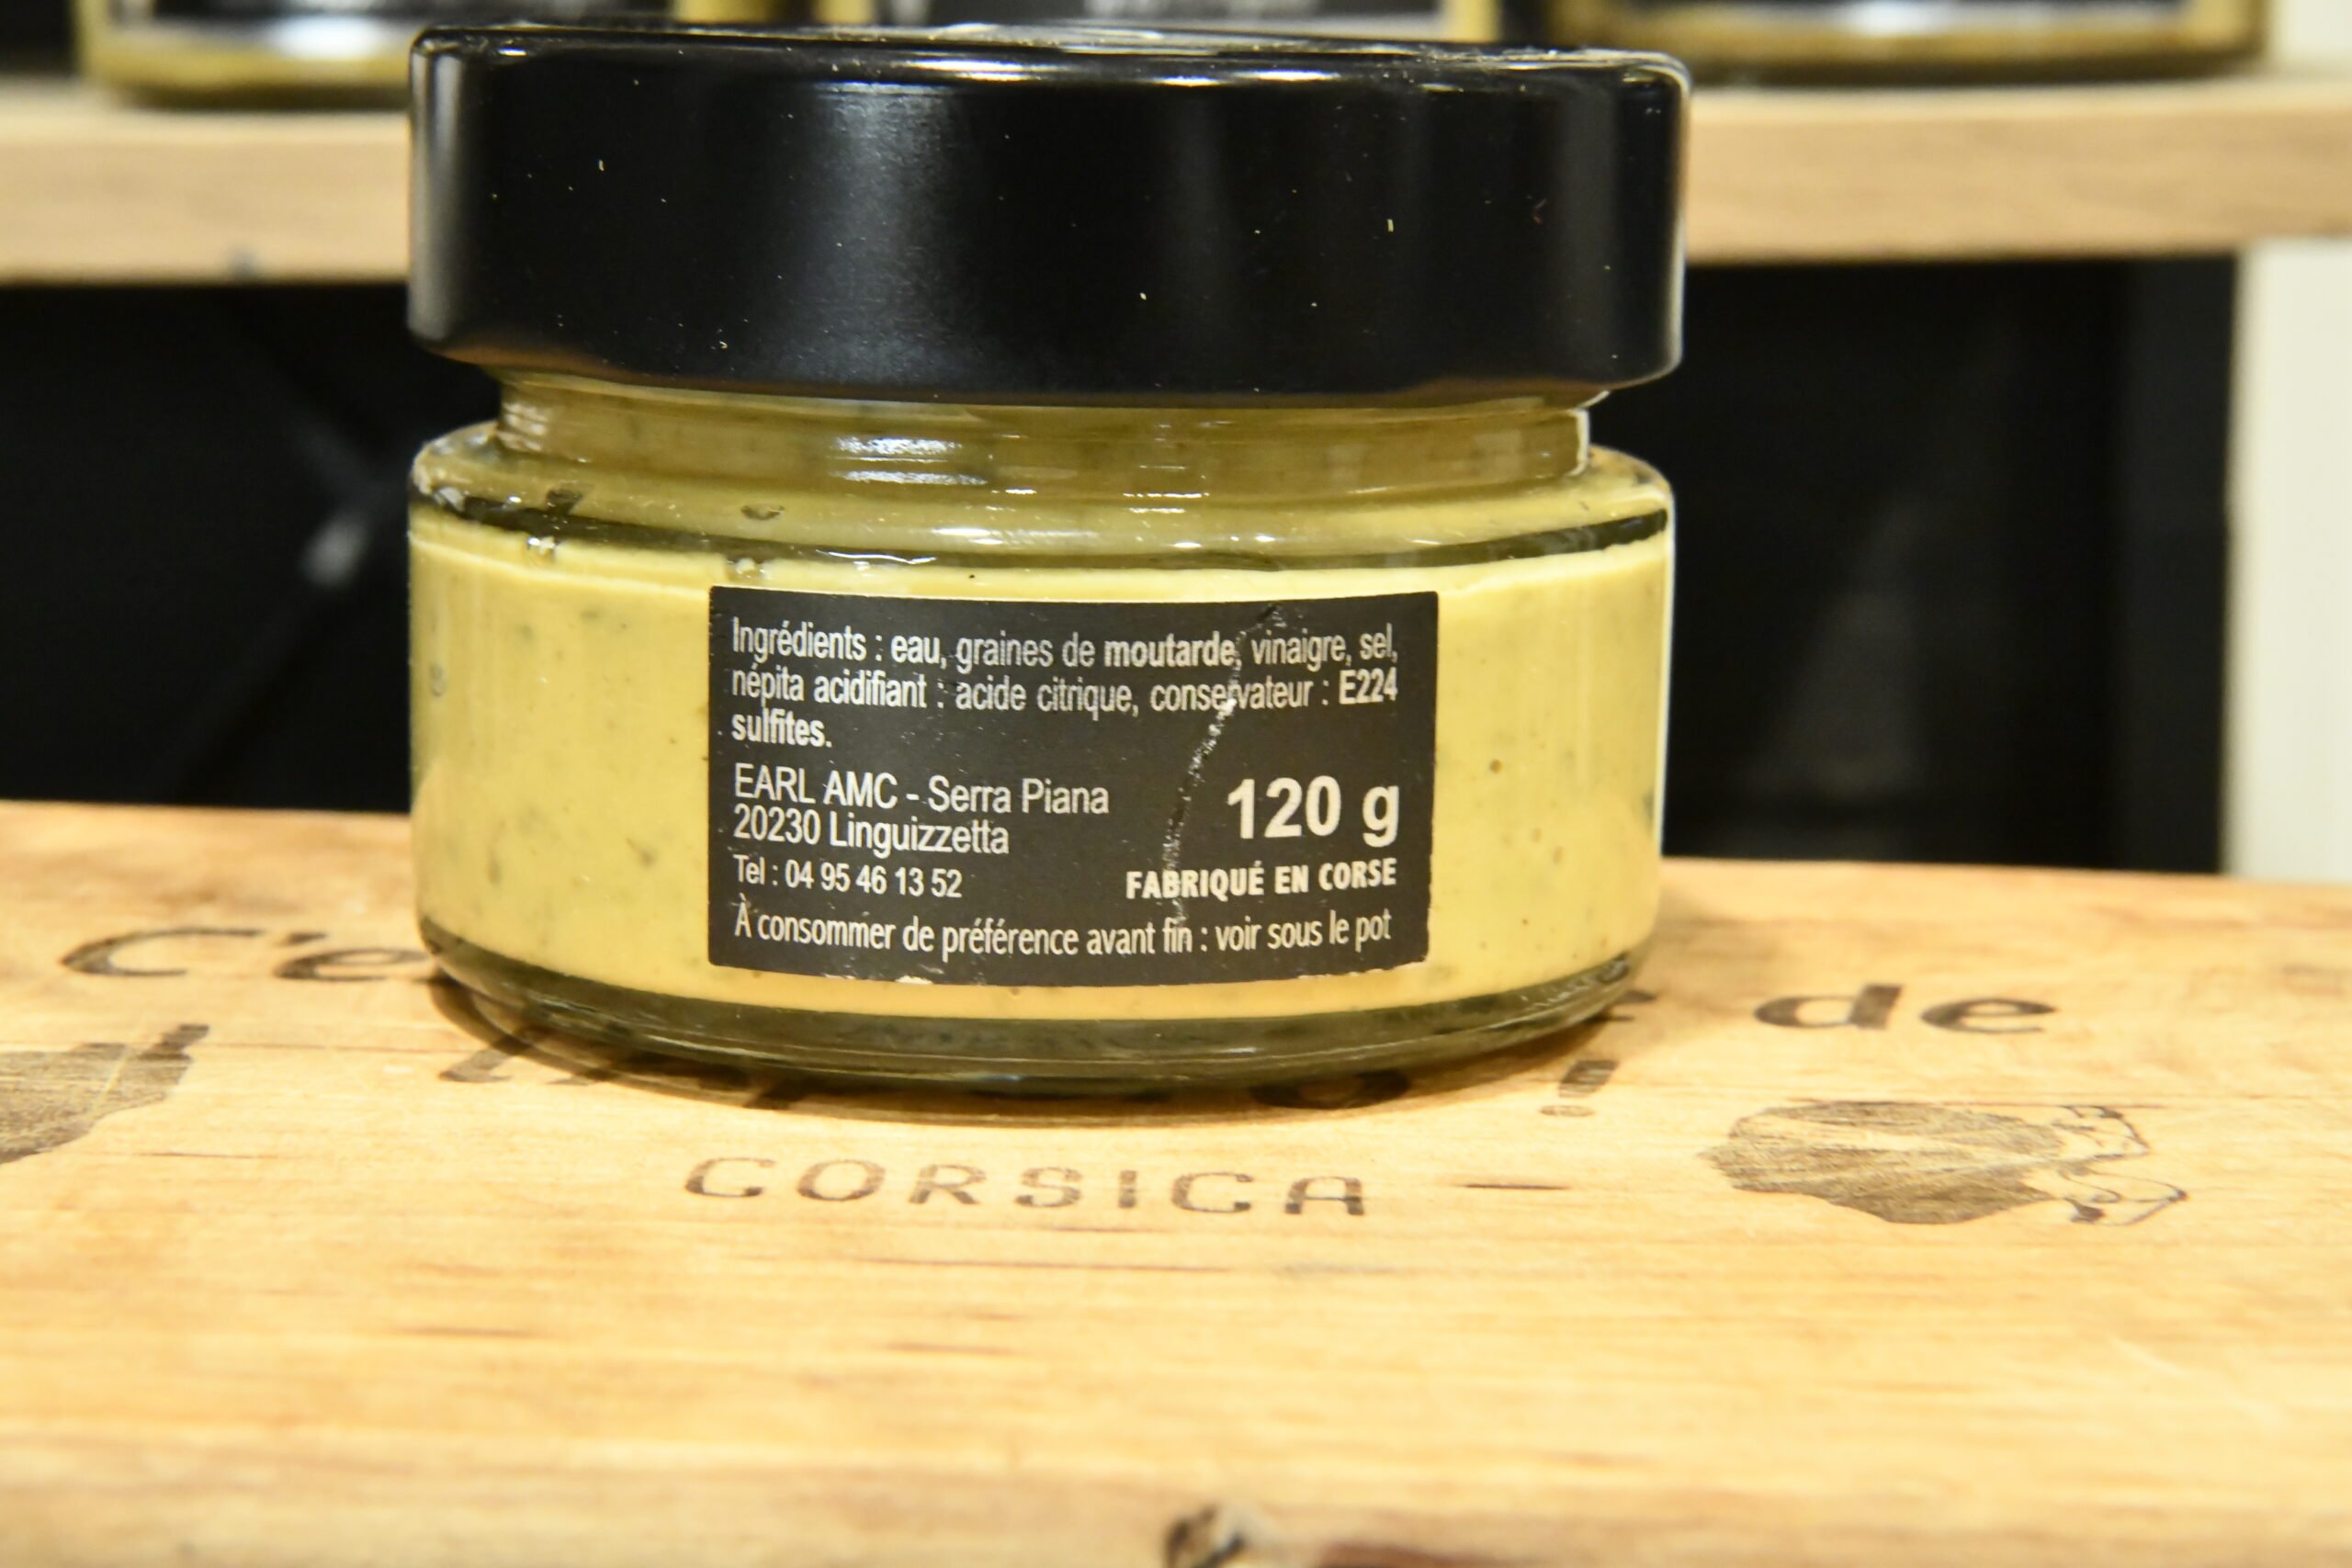 Ingrédients : eau, graines de moutarde, vinaigre, sel,
népita acidifiant : acide citrique, conservateur : E224
sulfites.
EARL AMC - Serra Piana
20230 Linguizzetta
120 g
Tel : 04 95 46 13 52
FABRIQUÉ EN CORSE
À consommer de préférence avant fin : voir sous le pot
de
!
CORSICA -